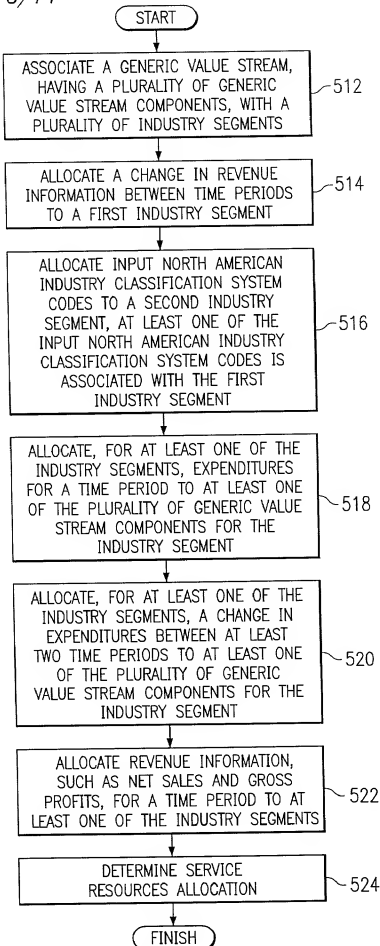 START
ASSOCIATE A GENERIC VALUE STREAM,
HAVING A PLURALITY OF GENERIC
VALUE STREAM COMPONENTS, WITH A
PLURALITY OF INDUSTRY SEGMENTS
512
ALLOCATE A CHANGE IN REVENUE
INFORMATION BETWEEN TIME PERIODS
TO A FIRST INDUSTRY SEGMENT
514
ALLOCATE INPUT NORTH AMERICAN
INDUSTRY CLASSIFICATION SYSTEM
CODES TO A SECOND INDUSTRY
SEGMENT, AT LEAST ONE OF THE
INPUT NORTH AMERICAN INDUSTRY
CLASSIFICATION SYSTEM CODES IS
ASSOCIATED WITH THE FIRST
INDUSTRY SEGMENT
516
ALLOCATE, FOR AT LEAST ONE OF THE
INDUSTRY SEGMENTS, EXPENDITURES
FOR A TIME PERIOD TO AT LEAST ONE
OF THE PLURALITY OF GENERIC VALUE
STREAM COMPONENTS FOR THE
INDUSTRY SEGMENT
518
ALLOCATE, FOR AT LEAST ONE OF THE
INDUSTRY SEGMENTS, A CHANGE IN
EXPENDITURES BETWEEN AT LEAST
TWO TIME PERIODS TO AT LEAST ONE
OF THE PLURALITY OF GENERIC
VALUE STREAM COMPONENTS FOR THE
INDUSTRY SEGMENT
520
ALLOCATE REVENUE INFORMATION,
SUCH AS NET SALES AND GROSS
PROFITS, FOR A TIME PERIOD TO AT
LEAST ONE OF THE INDUSTRY SEGMENTS
522
DETERMINE SERVICE
RESOURCES ALLOCATION
524
FINISH